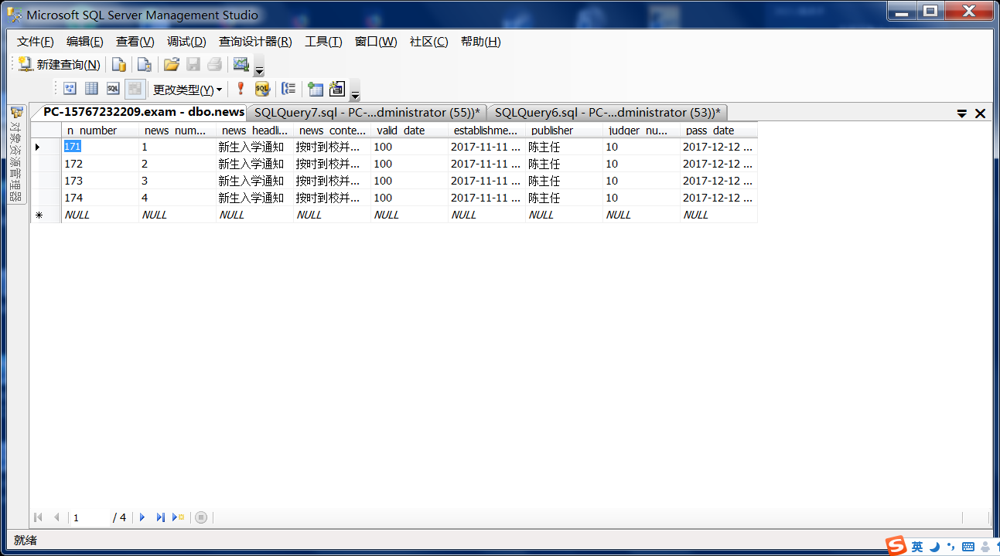 Microsoft SQL Server Management Studio
文件(F) 编辑(E) 查看(V) 调试(D) 查询设计器(R) 工具(T) 窗口(W) 社区(C) 帮助(H)
新建查询(N)
SQL 更改类型(Y) SQL
对象资源管理器
PC-15767232209.exam - dbo.news SQLQuery7.sql - PC-...dministrator (55))* SQLQuery6.sql - PC-...dministrator (53))*
n_number news_num... news_headli... news_conte... valid_date establishme... publisher judger_nu... pass_date
171 1 新生入学通知 按时到校并... 100 2017-11-11 ... 陈主任 10 2017-12-12 ...
172 2 新生入学通知 按时到校并... 100 2017-11-11 ... 陈主任 10 2017-12-12 ...
173 3 新生入学通知 按时到校并... 100 2017-11-11 ... 陈主任 10 2017-12-12 ...
174 4 新生入学通知 按时到校并... 100 2017-11-11 ... 陈主任 10 2017-12-12 ...
NULL NULL NULL NULL NULL NULL NULL NULL NULL
1 / 4
就绪
S 英